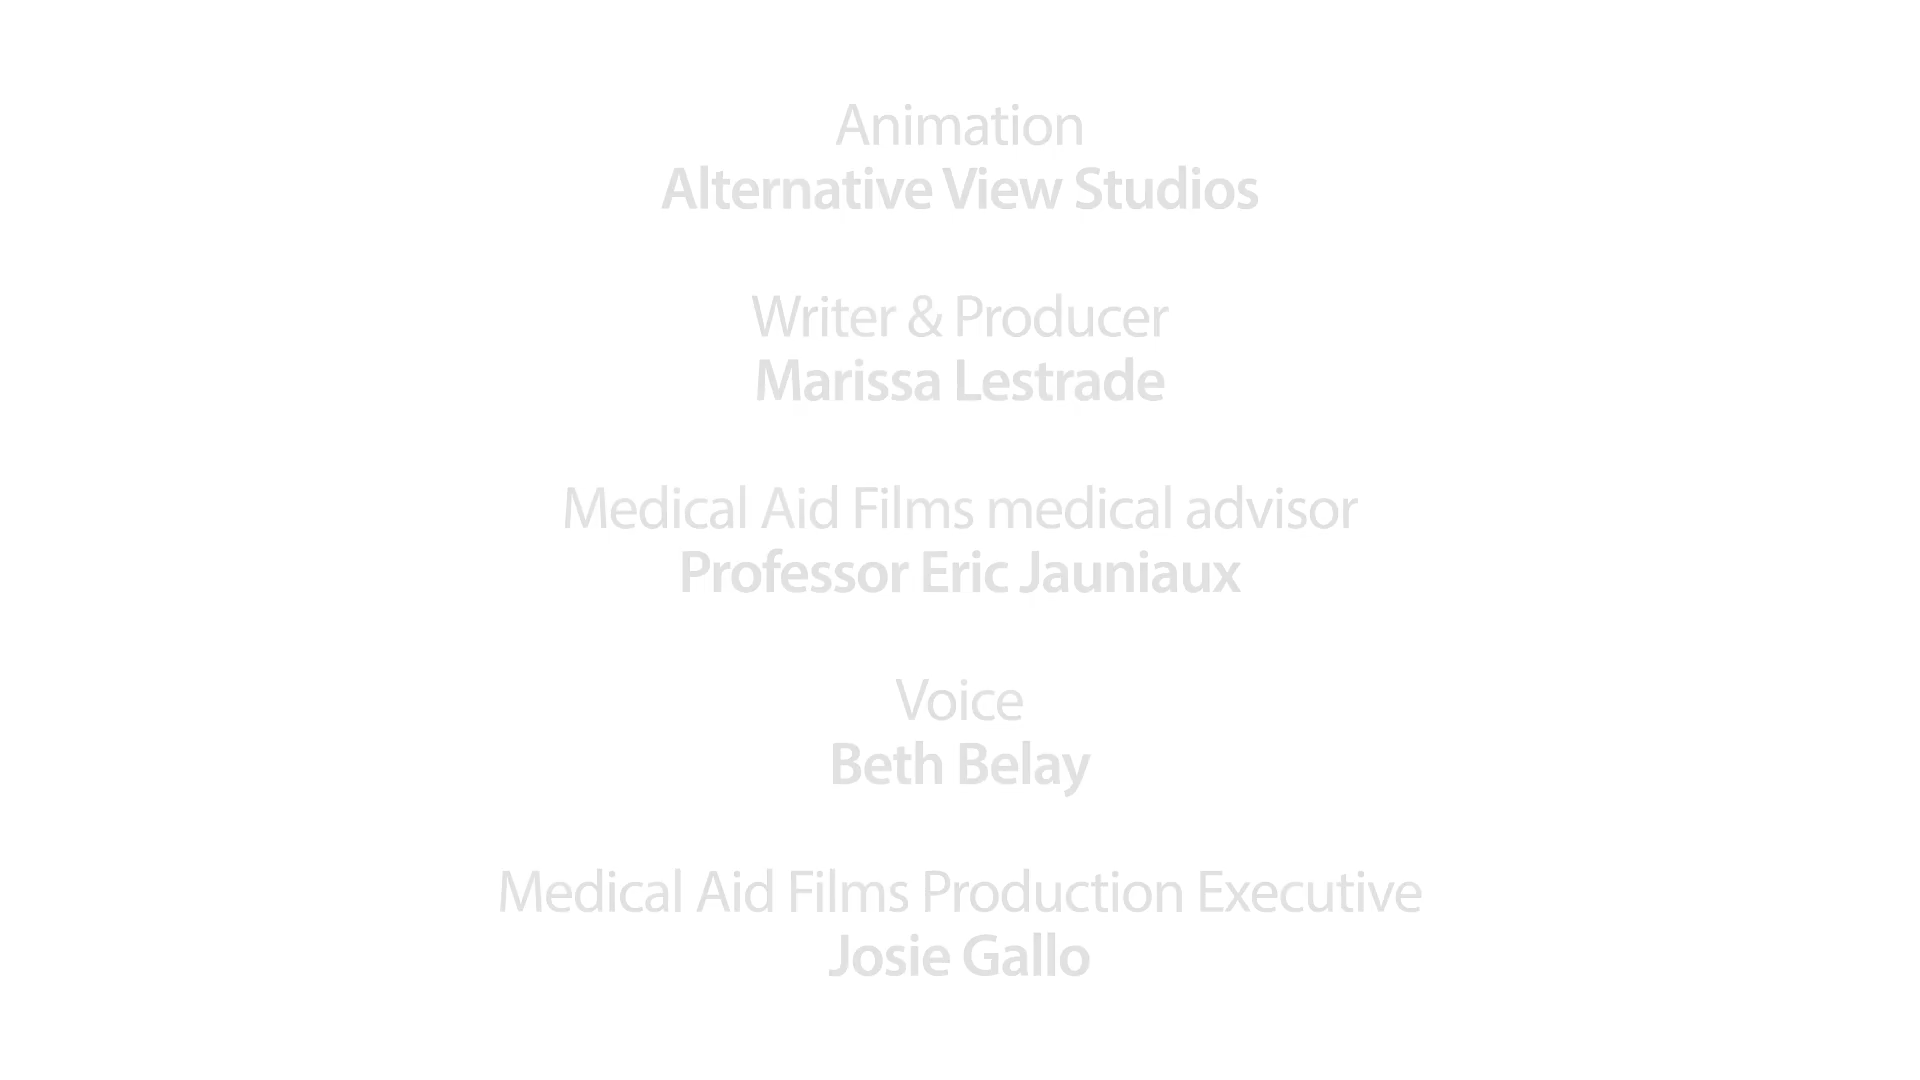 Animation
Alternative View Studios
Writer & Producer
Marissa Lestrade
Medical Aid Films medical advisor
Professor Eric Jauniaux
Voice
Beth Belay
Medical Aid Films Production Executive
Josie Gallo